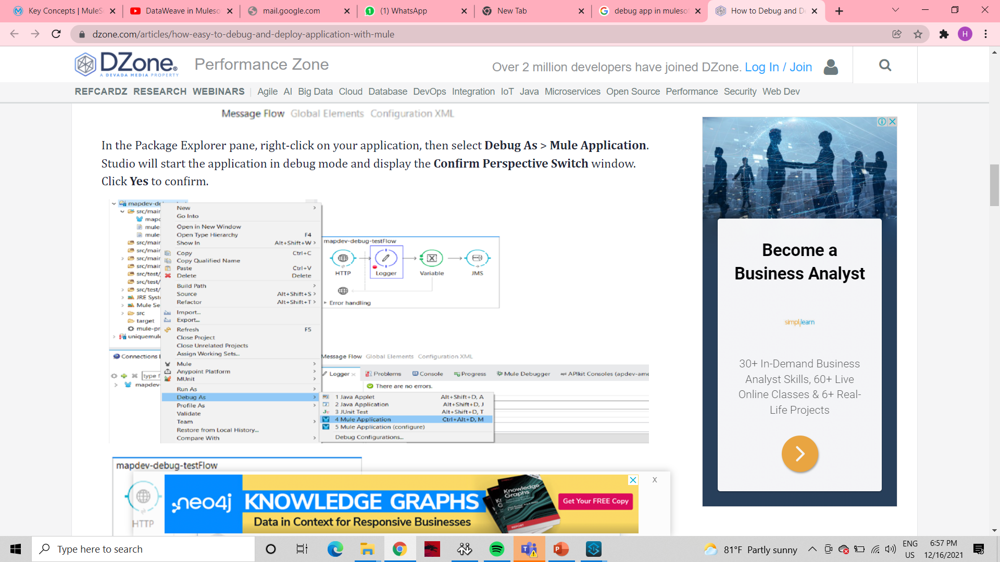 Key Concepts | MuleS
DataWeave in Muleso
mail.google.com
(1) WhatsApp
New Tab
debug app in mulesof
How to Debug and De
dzone.com/articles/how-easy-to-debug-and-deploy-application-with-mule
H
DZone.
A DEVADA MEDIA PROPERTY
Performance Zone
Over 2 million developers have joined DZone. Log In / Join
REFCARDZ RESEARCH WEBINARS | Agile AI Big Data Cloud Database DevOps Integration IoT Java Microservices Open Source Performance Security Web Dev
Message Flow Global Elements Configuration XML
In the Package Explorer pane, right-click on your application, then select Debug As > Mule Application.
Studio will start the application in debug mode and display the Confirm Perspective Switch window.
Click Yes to confirm.
mapdev-de
src/mair
mapc
mule-
mule-
src/mair
src/mair
src/mair
src/mair
src/test/
src/test/
src/test/
JRE Syst
Mule Se
src
target
mule-pr
uniquemul
Connections
type f
mapdev-
New
Go Into
Open in New Window
Open Type Hierarchy F4
Show In Alt+Shift+W >
Copy Ctrl+C
Copy Qualified Name
Paste Ctrl+V
Delete Delete
Build Path
Source Alt+Shift+S >
Refactor Alt+Shift+T >
Import...
Export...
Refresh F5
Close Project
Close Unrelated Projects
Assign Working Sets...
Mule
Anypoint Platform
MUnit
Run As
Debug As
Profile As
Validate
Team
Restore from Local History...
Compare With
mapdev-debug-testFlow
HTTP
Logger
Variable
JMS
Error handling
Message Flow Global Elements Configuration XML
Logger
Problems
Console
Progress
Mule Debugger
APIkit Consoles (apdev-ame
There are no errors.
1 Java Applet Alt+Shift+D, A
2 Java Application Alt+Shift+D, J
3 JUnit Test Alt+Shift+D, T
4 Mule Application Ctrl+Alt+D, M
5 Mule Application (configure)
Debug Configurations...
mapdev-debug-testFlow
HTTP
Become a
Business Analyst
simplilearn
30+ In-Demand Business
Analyst Skills, 60+ Live
Online Classes & 6+ Real-
Life Projects
neo4j
KNOWLEDGE GRAPHS
Data in Context for Responsive Businesses
Knowledge
Graphs
REPORT
Get Your FREE Copy
X
Type here to search
81°F Partly sunny
ENG
US
6:57 PM
12/16/2021